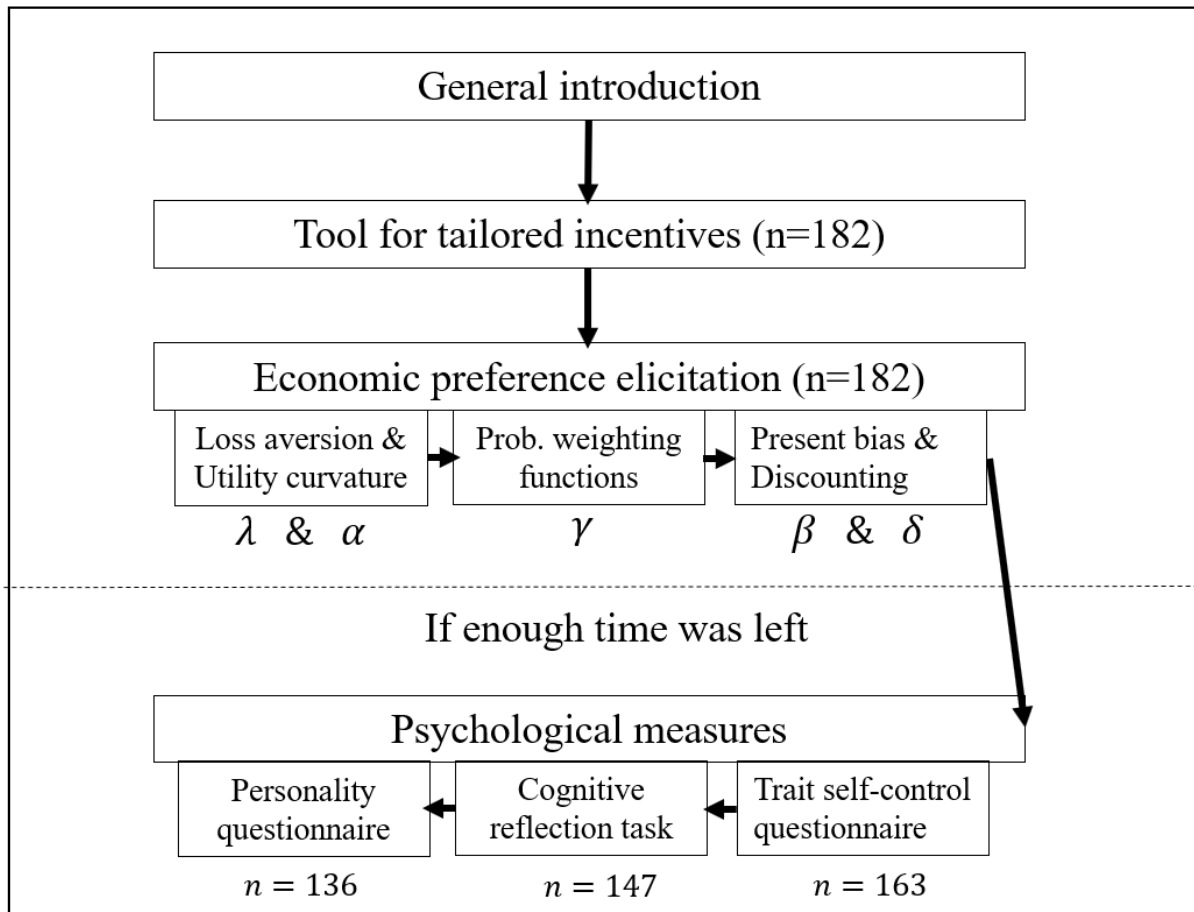 General introduction
Tool for tailored incentives (n=182)
Economic preference elicitation (n=182)
Loss aversion &
Utility curvature
Prob. weighting
functions
Present bias &
Discounting
λ & α
γ
β & δ
If enough time was left
Psychological measures
Personality
questionnaire
Cognitive
reflection task
Trait self-control
questionnaire
n = 136
n = 147
n = 163